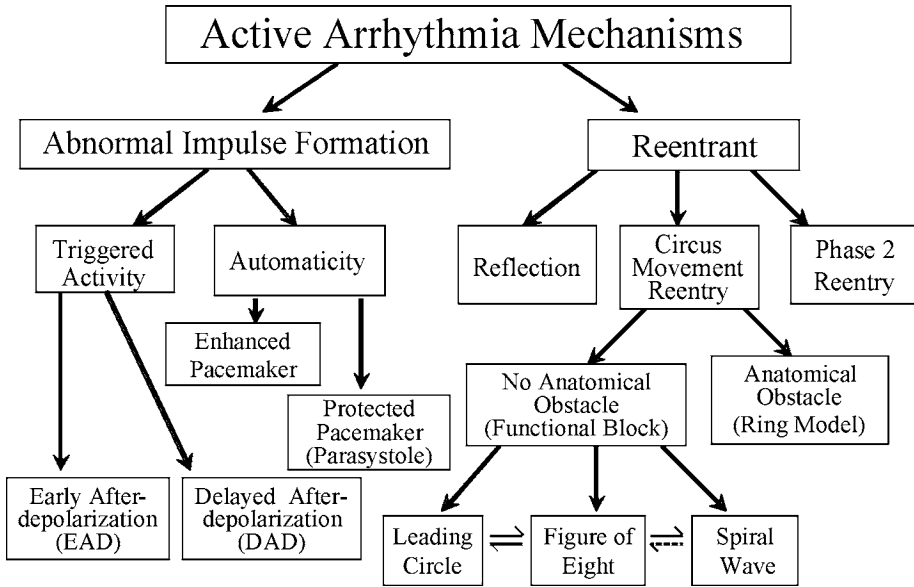 Active Arrhythmia Mechanisms
Abnormal Impulse Formation
Reentrant
Triggered
Activity
Automaticity
Reflection
Circus
Movement
Reentry
Phase 2
Reentry
Enhanced
Pacemaker
Protected
Pacemaker
(Parasystole)
No Anatomical
Obstacle
(Functional Block)
Anatomical
Obstacle
(Ring Model)
Early After-
depolarization
(EAD)
Delayed After-
depolarization
(DAD)
Leading
Circle
Figure of
Eight
Spiral
Wave